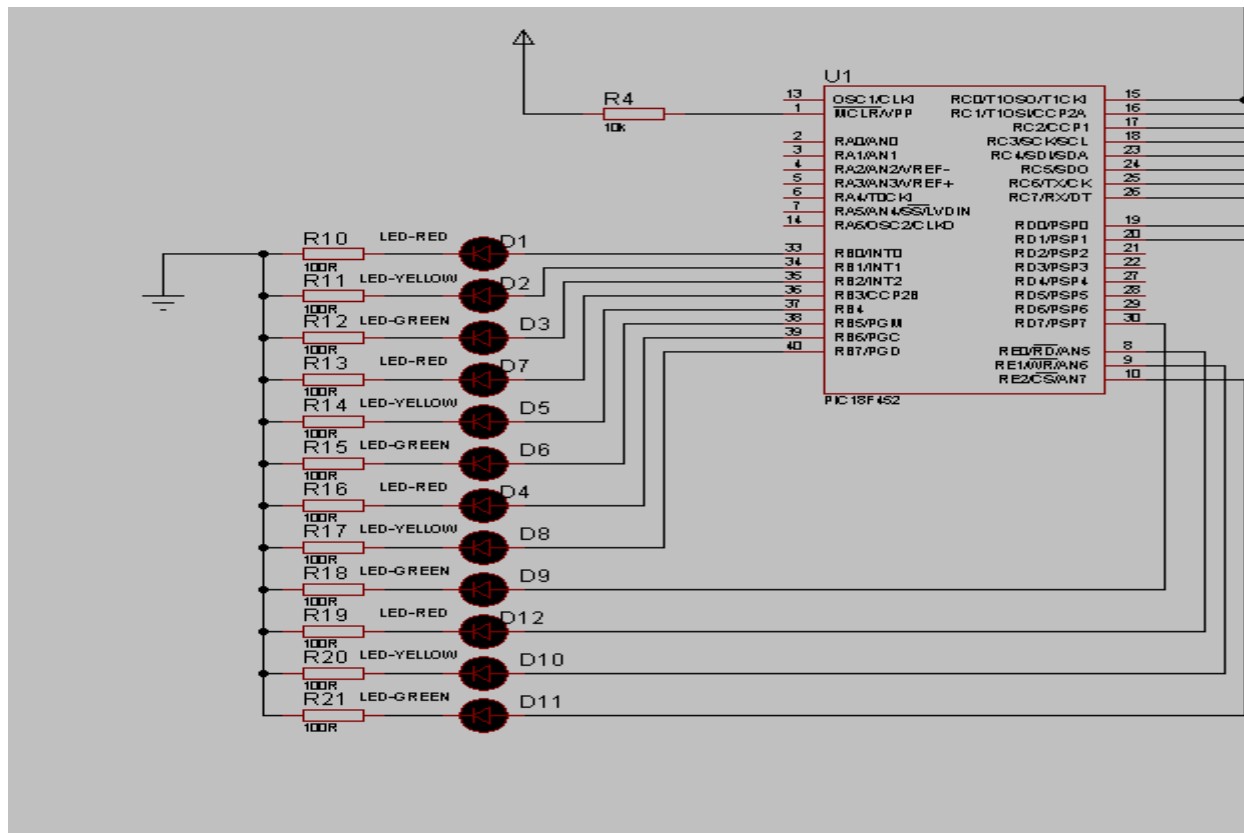 U1
R4
10k
13 OSC1/CLKI
1 MCLR/VPP
2 RA0/AN0
3 RA1/AN1
4 RA2/AN2/VREF-
5 RA3/AN3/VREF+
6 RA4/T0CKI
7 RA5/AN4/SS/LVDIN
14 RA6/OSC2/CLKO
33 RB0/INT0
34 RB1/INT1
35 RB2/INT2
36 RB3/CCP2B
37 RB4
38 RB5/PGM
39 RB6/PGC
40 RB7/PGD
RC0/T1OSO/T1CKI 15
RC1/T1OSI/CCP2A 16
RC2/CCP1 17
RC3/SCK/SCL 18
RC4/SDI/SDA 23
RC5/SDO 24
RC6/TX/CK 25
RC7/RX/DT 26
RD0/PSP0 19
RD1/PSP1 20
RD2/PSP2 21
RD3/PSP3 22
RD4/PSP4 27
RD5/PSP5 28
RD6/PSP6 29
RD7/PSP7 30
RE0/RD/AN5 8
RE1/WR/AN6 9
RE2/CS/AN7 10
PIC18F452
R10 LED-RED D1
100R
R11 LED-YELLOW D2
100R
R12 LED-GREEN D3
100R
R13 LED-RED D7
100R
R14 LED-YELLOW D5
100R
R15 LED-GREEN D6
100R
R16 LED-RED D4
100R
R17 LED-YELLOW D8
100R
R18 LED-GREEN D9
100R
R19 LED-RED D12
100R
R20 LED-YELLOW D10
100R
R21 LED-GREEN D11
100R